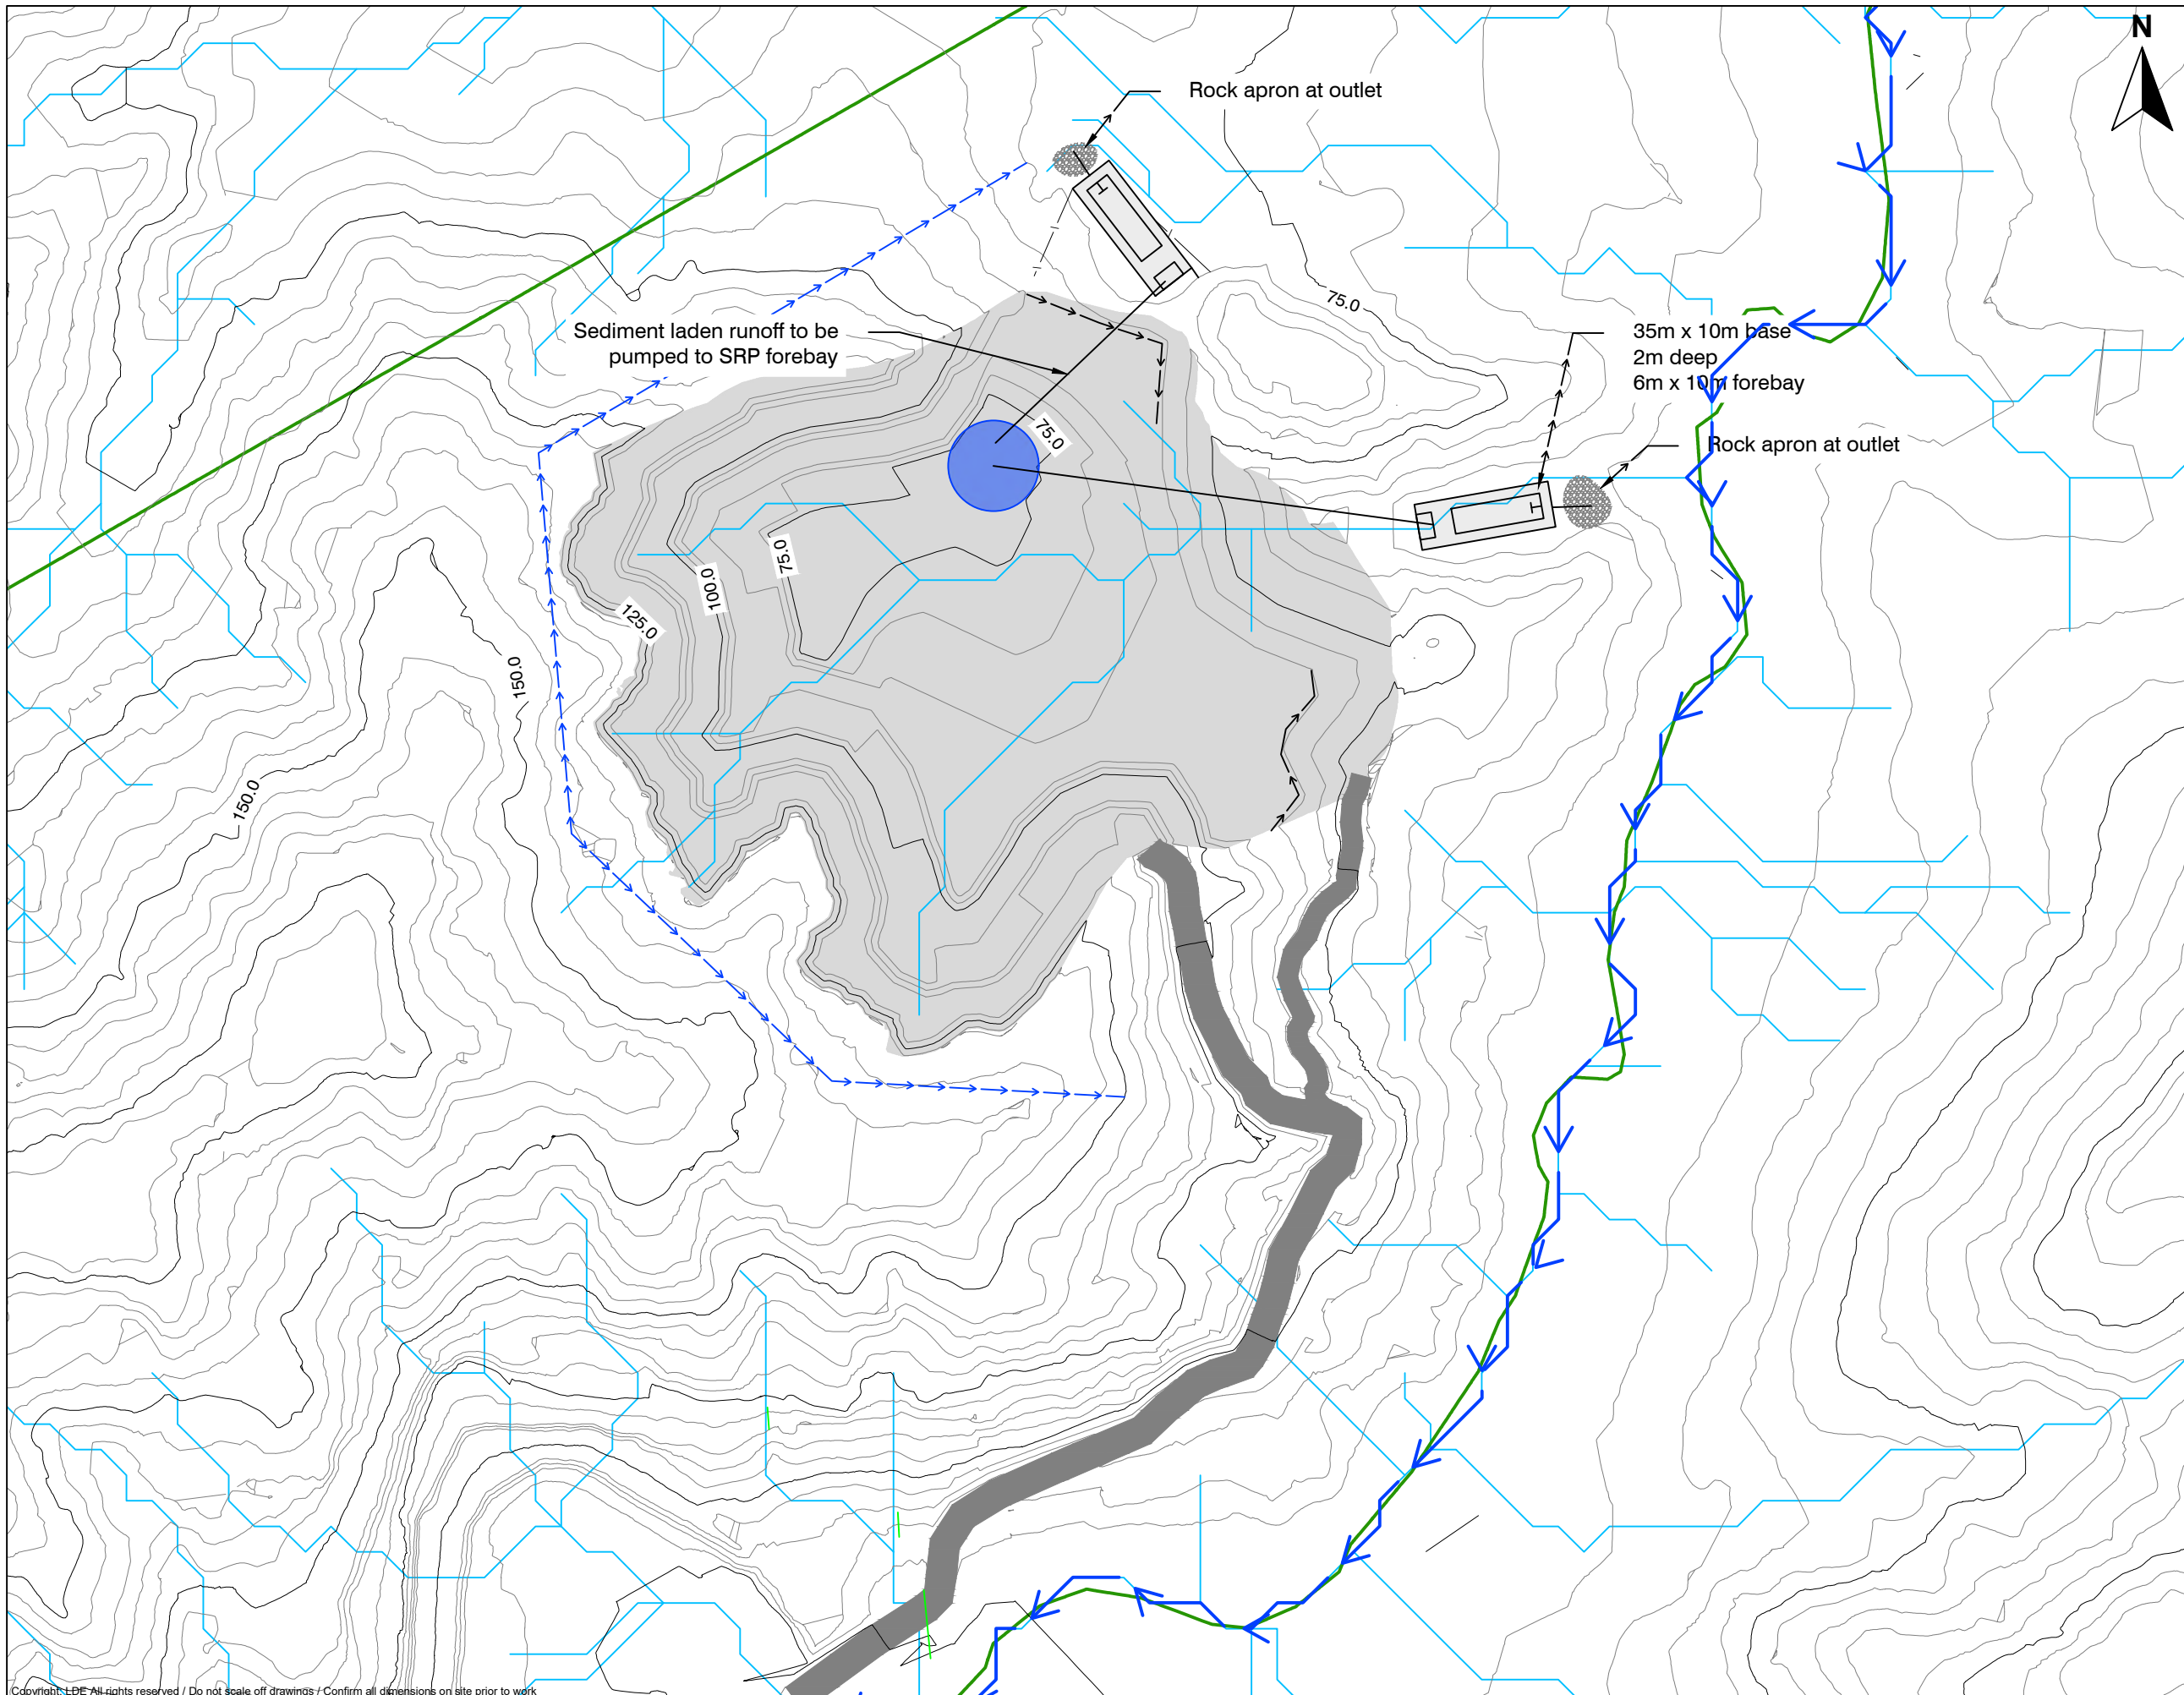 N
Rock apron at outlet
75.0
Sediment laden runoff to be
pumped to SRP forebay
35m x 10m base
2m deep
6m x 10m forebay
75.0
Rock apron at outlet
75.0
100.0
125.0
150.0
150.0
Copyright: LDE All rights reserved / Do not scale off drawings / Confirm all dimensions on site prior to work